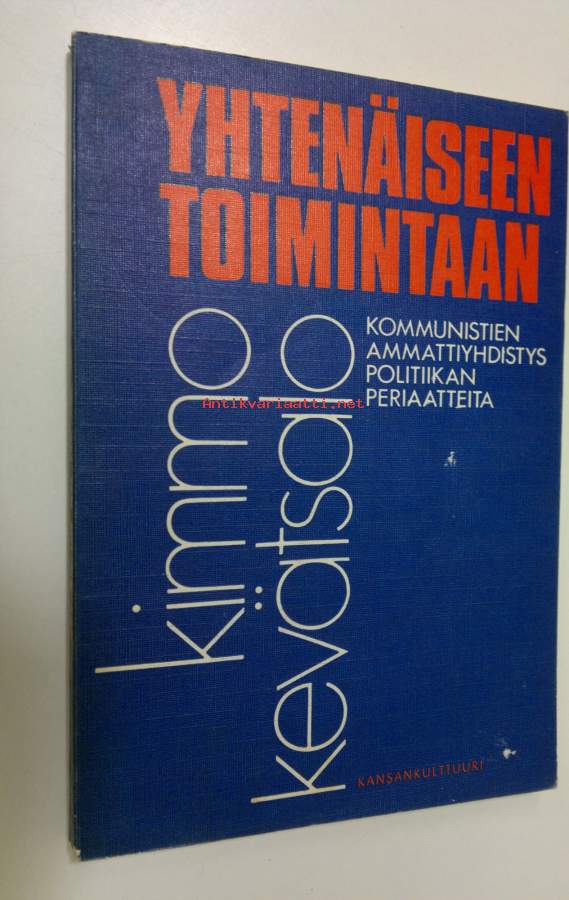 YHTENÄISEEN
TOIMINTAAN
KOMMUNISTIEN
AMMATTIYHDISTYS
POLITIIKAN
PERIAATTEITA
kimmo
kevätsalo
Antikvariaatti.net
KANSANKULTTUURI